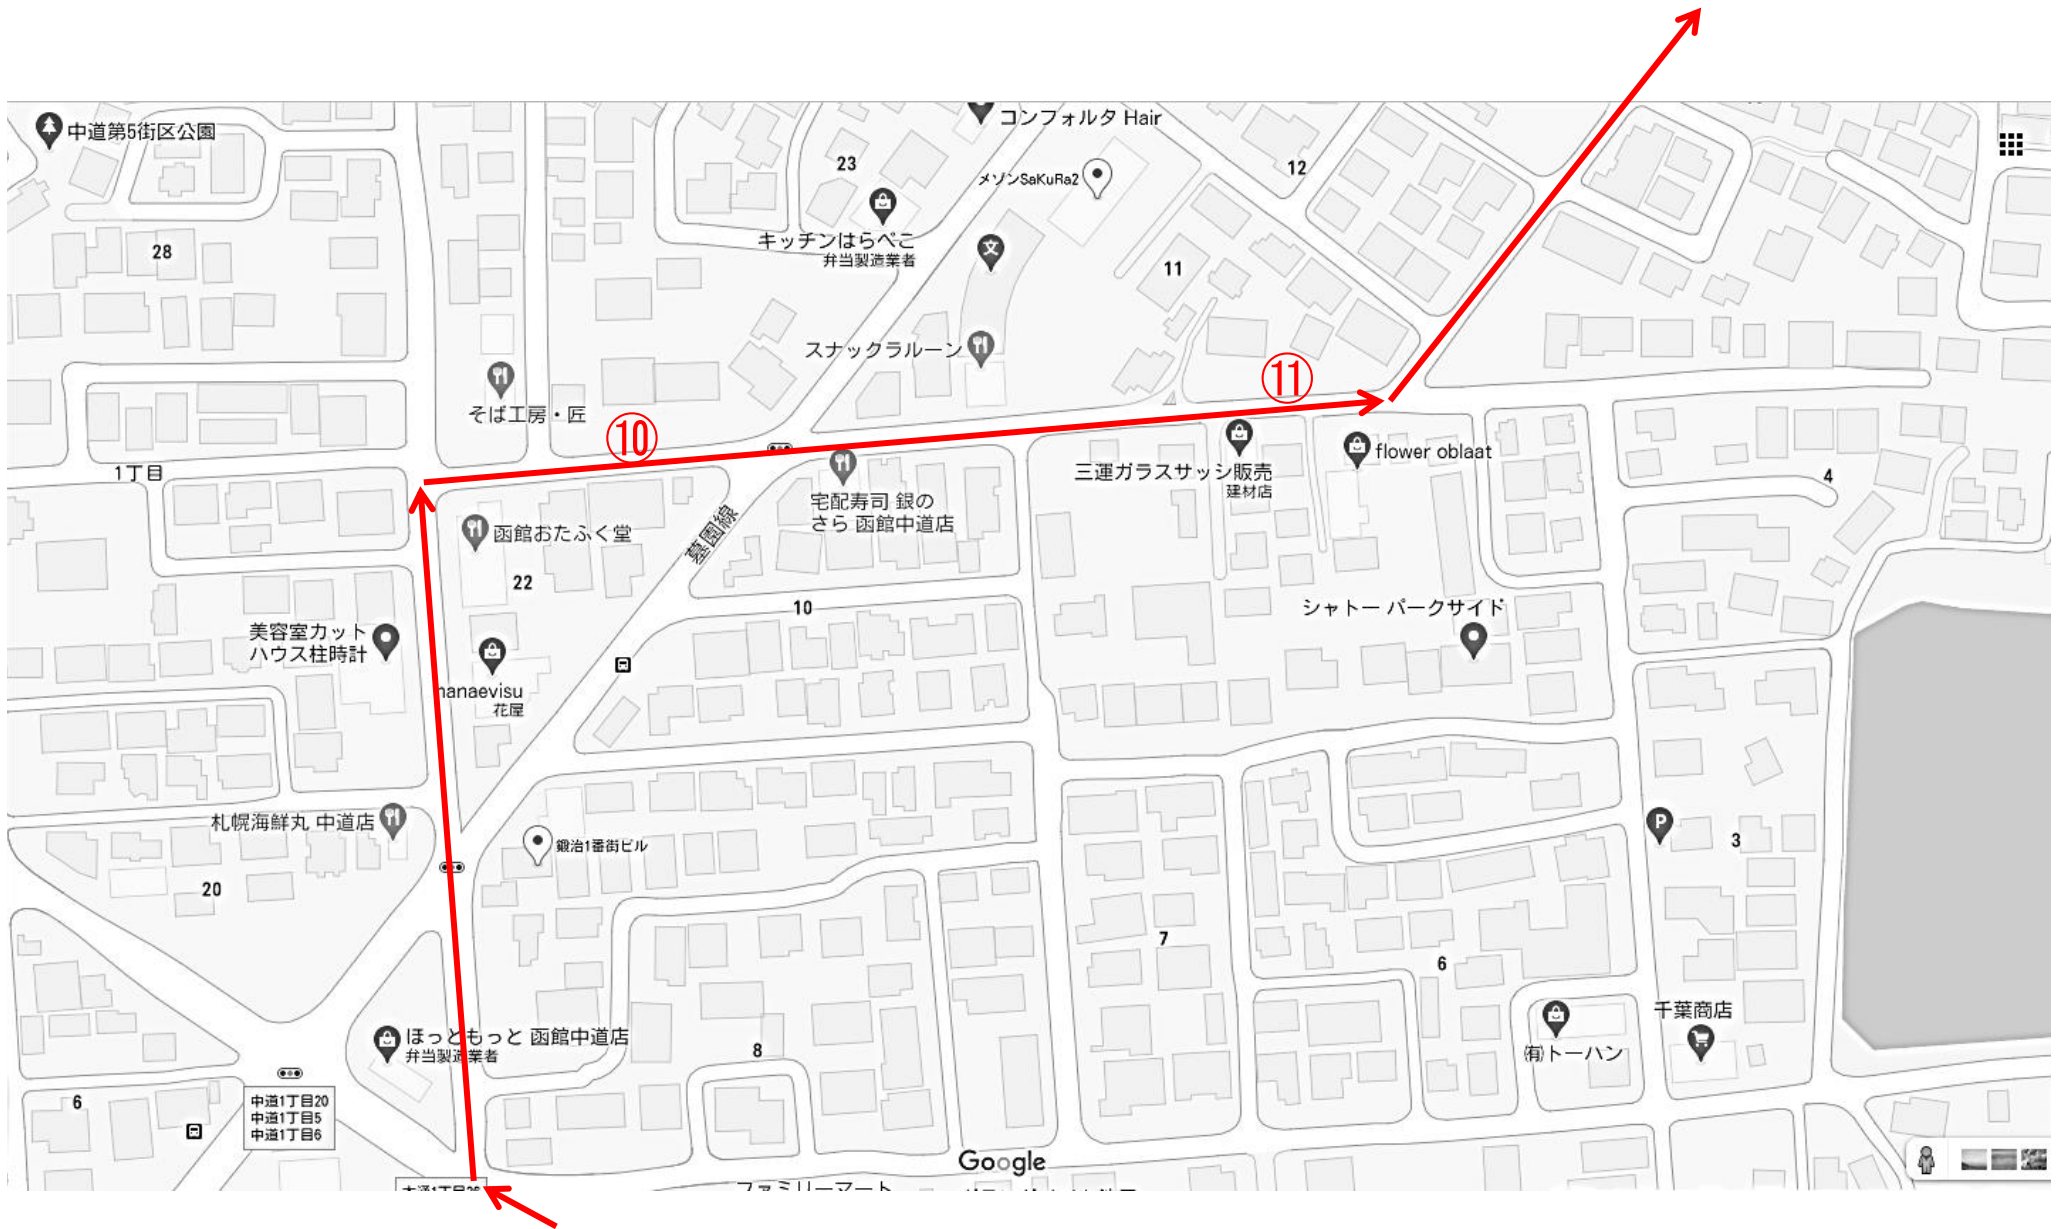 コンフォルタ Hair
中道第5街区公園
23
12
メゾンSaKuRa2
キッチンはらぺこ
弁当製造業者
文
28
11
スナックラルーン
⑪
そば工房・匠
⑩
flower oblaat
三運ガラスサッシ販売
建材店
1丁目
4
宅配寿司 銀の
さら 函館中道店
函館おたふく堂
墓園線
22
10
シャトー パークサイド
美容室カット
ハウス柱時計
hanaevisu
花屋
札幌海鮮丸 中道店
P
鍛治1番街ビル
3
20
7
6
千葉商店
ほっともっと 函館中道店
弁当製造業者
8
㈲トーハン
6
中道1丁目20
中道1丁目5
中道1丁目6
Google
ファミリーマート